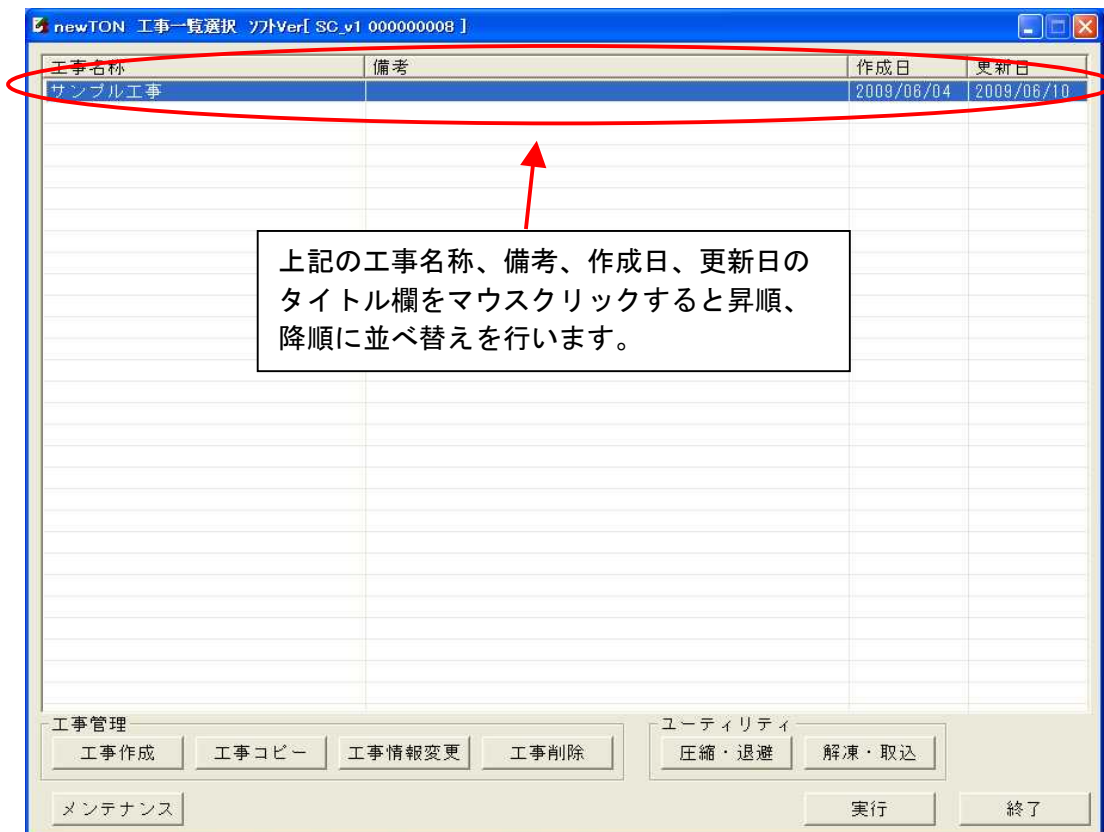 newTON 工事一覧選択 ｿﾌﾄVer[ SC_v1 000000008 ]
工事名称 備考 作成日 更新日
サンプル工事 2009/06/04 2009/06/10
上記の工事名称、備考、作成日、更新日の
タイトル欄をマウスクリックすると昇順、
降順に並べ替えを行います。
工事管理 ユーティリティ
工事作成 工事コピー 工事情報変更 工事削除 圧縮・退避 解凍・取込
メンテナンス 実行 終了